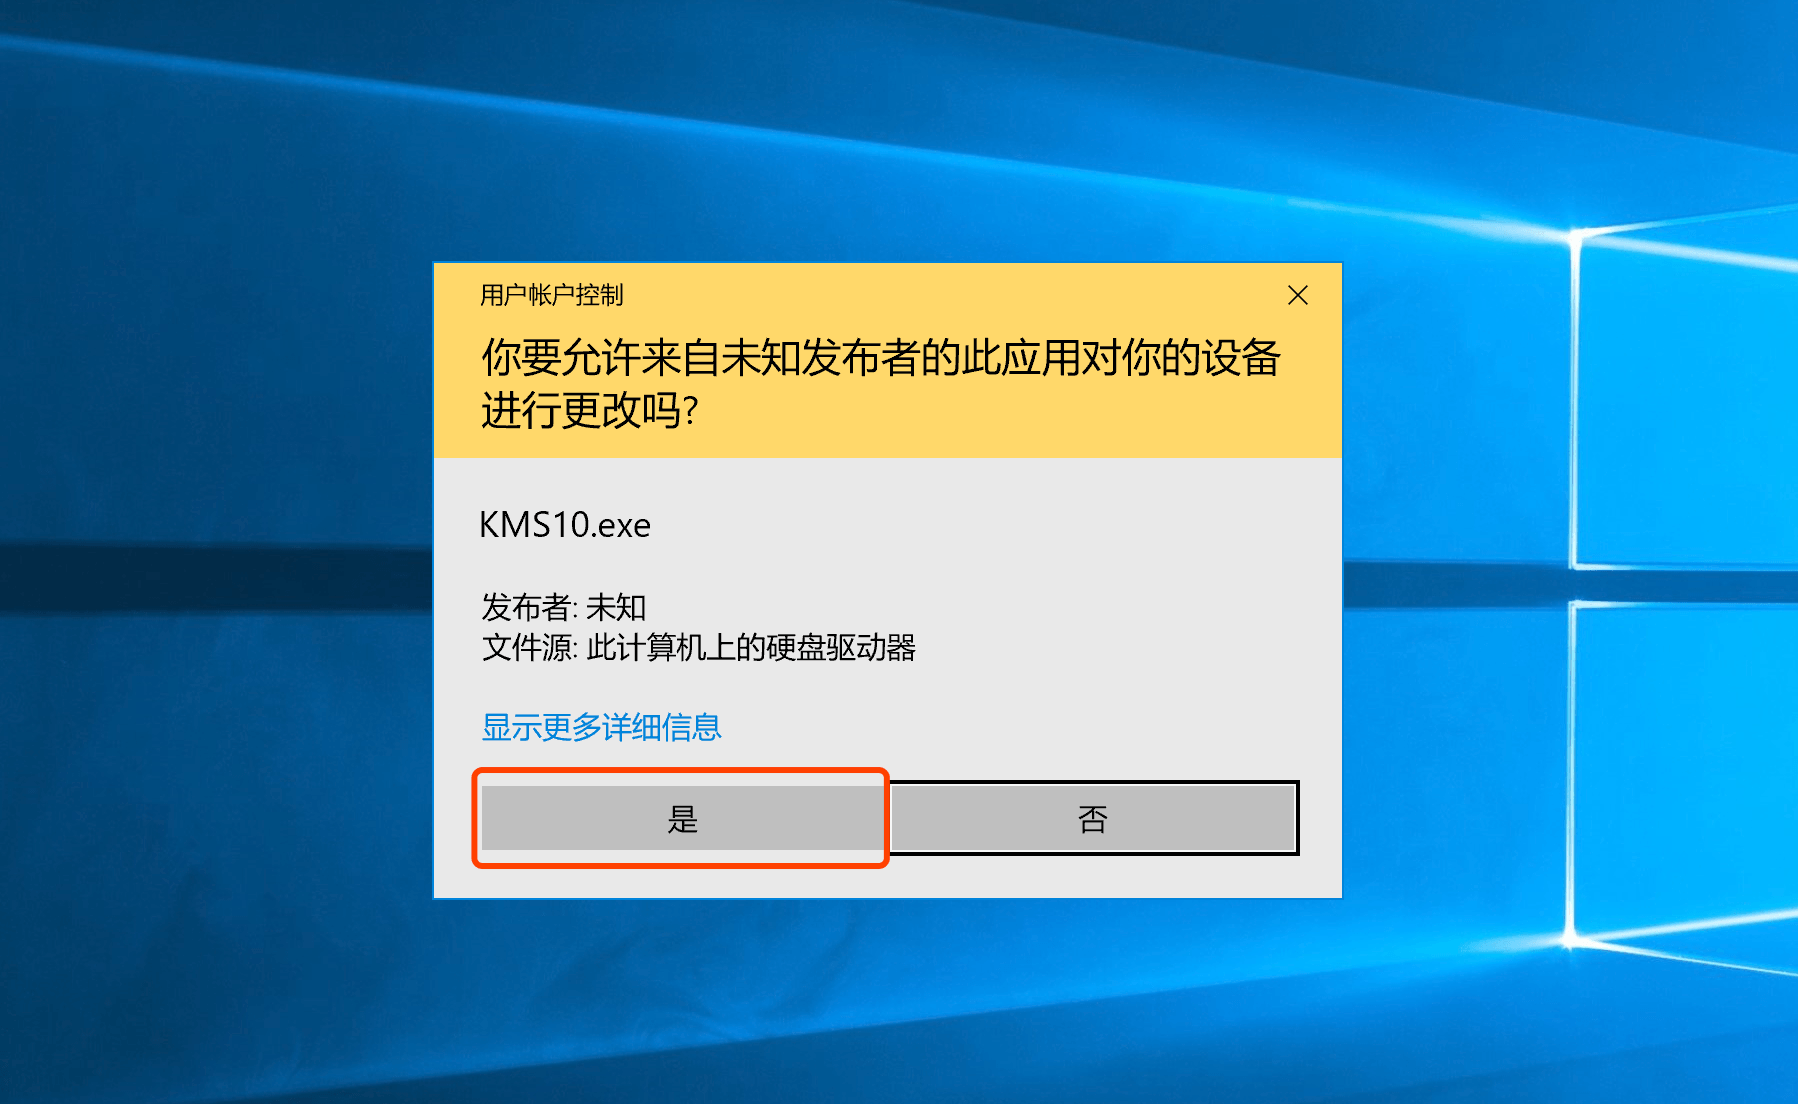 用户帐户控制
你要允许来自未知发布者的此应用对你的设备
进行更改吗?
KMS10.exe
发布者: 未知
文件源: 此计算机上的硬盘驱动器
显示更多详细信息
是
否